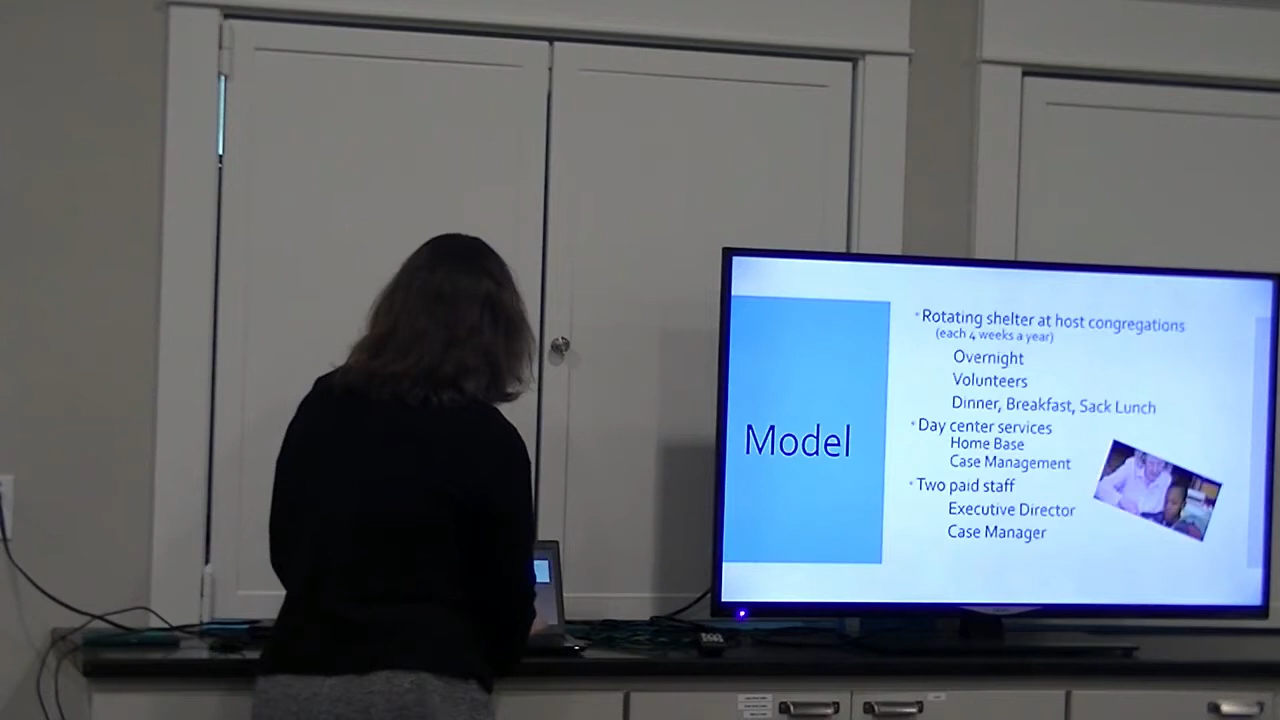 Model
• Rotating shelter at host congregations
(each 4 weeks a year)
Overnight
Volunteers
Dinner, Breakfast, Sack Lunch
• Day center services
Home Base
Case Management
• Two paid staff
Executive Director
Case Manager